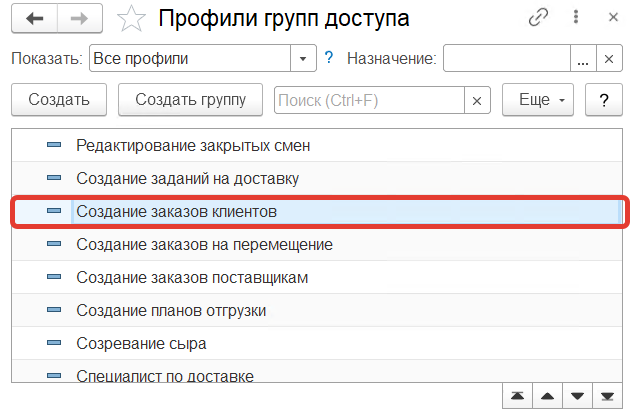 Профили групп доступа
Показать: Все профили ? Назначение: ...
Создать Создать группу Поиск (Ctrl+F) Еще ?
Редактирование закрытых смен
Создание заданий на доставку
Создание заказов клиентов
Создание заказов на перемещение
Создание заказов поставщикам
Создание планов отгрузки
Созревание сыра
Специалист по доставке